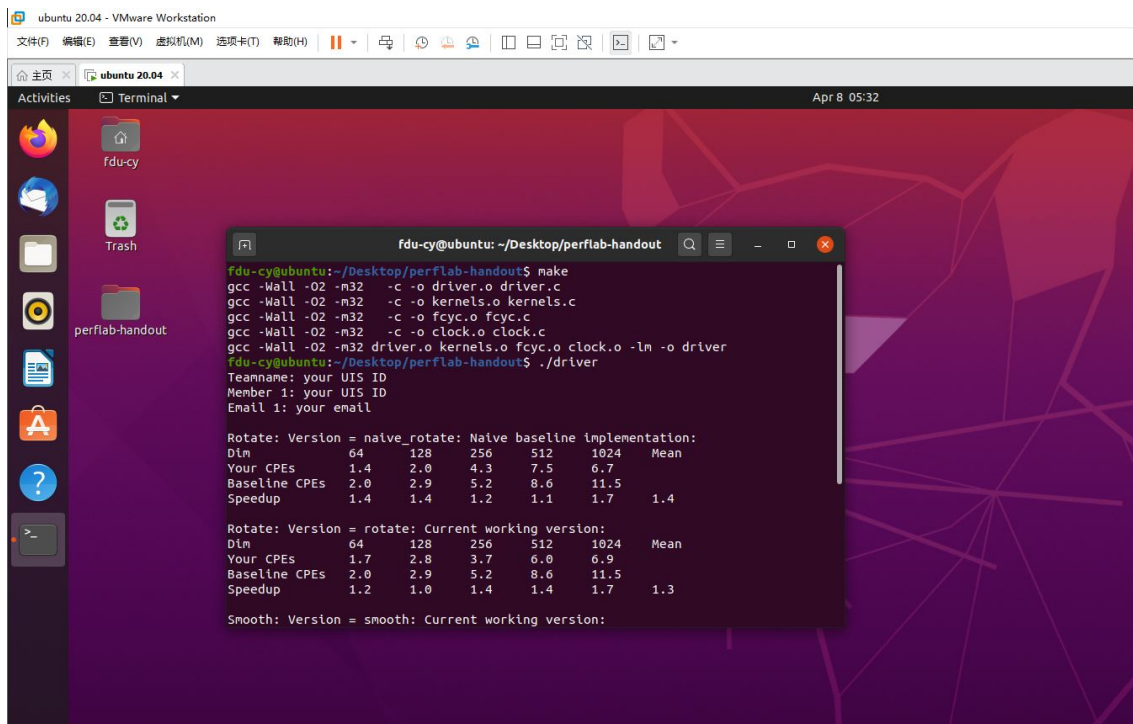 ubuntu 20.04 - VMware Workstation
文件(F) 编辑(E) 查看(V) 虚拟机(M) 选项卡(T) 帮助(H)
主页 ubuntu 20.04
Activities Terminal Apr 8 05:32
fdu-cy
Trash
perflab-handout
fdu-cy@ubuntu: ~/Desktop/perflab-handout
fdu-cy@ubuntu:~/Desktop/perflab-handout$ make
gcc -Wall -O2 -m32 -c -o driver.o driver.c
gcc -Wall -O2 -m32 -c -o kernels.o kernels.c
gcc -Wall -O2 -m32 -c -o fcyc.o fcyc.c
gcc -Wall -O2 -m32 -c -o clock.o clock.c
gcc -Wall -O2 -m32 driver.o kernels.o fcyc.o clock.o -lm -o driver
fdu-cy@ubuntu:~/Desktop/perflab-handout$ ./driver
Teamname: your UIS ID
Member 1: your UIS ID
Email 1: your email
Rotate: Version = naive_rotate: Naive baseline implementation:
Dim 64 128 256 512 1024 Mean
Your CPEs 1.4 2.0 4.3 7.5 6.7
Baseline CPEs 2.0 2.9 5.2 8.6 11.5
Speedup 1.4 1.4 1.2 1.1 1.7 1.4
Rotate: Version = rotate: Current working version:
Dim 64 128 256 512 1024 Mean
Your CPEs 1.7 2.8 3.7 6.0 6.9
Baseline CPEs 2.0 2.9 5.2 8.6 11.5
Speedup 1.2 1.0 1.4 1.4 1.7 1.3
Smooth: Version = smooth: Current working version: